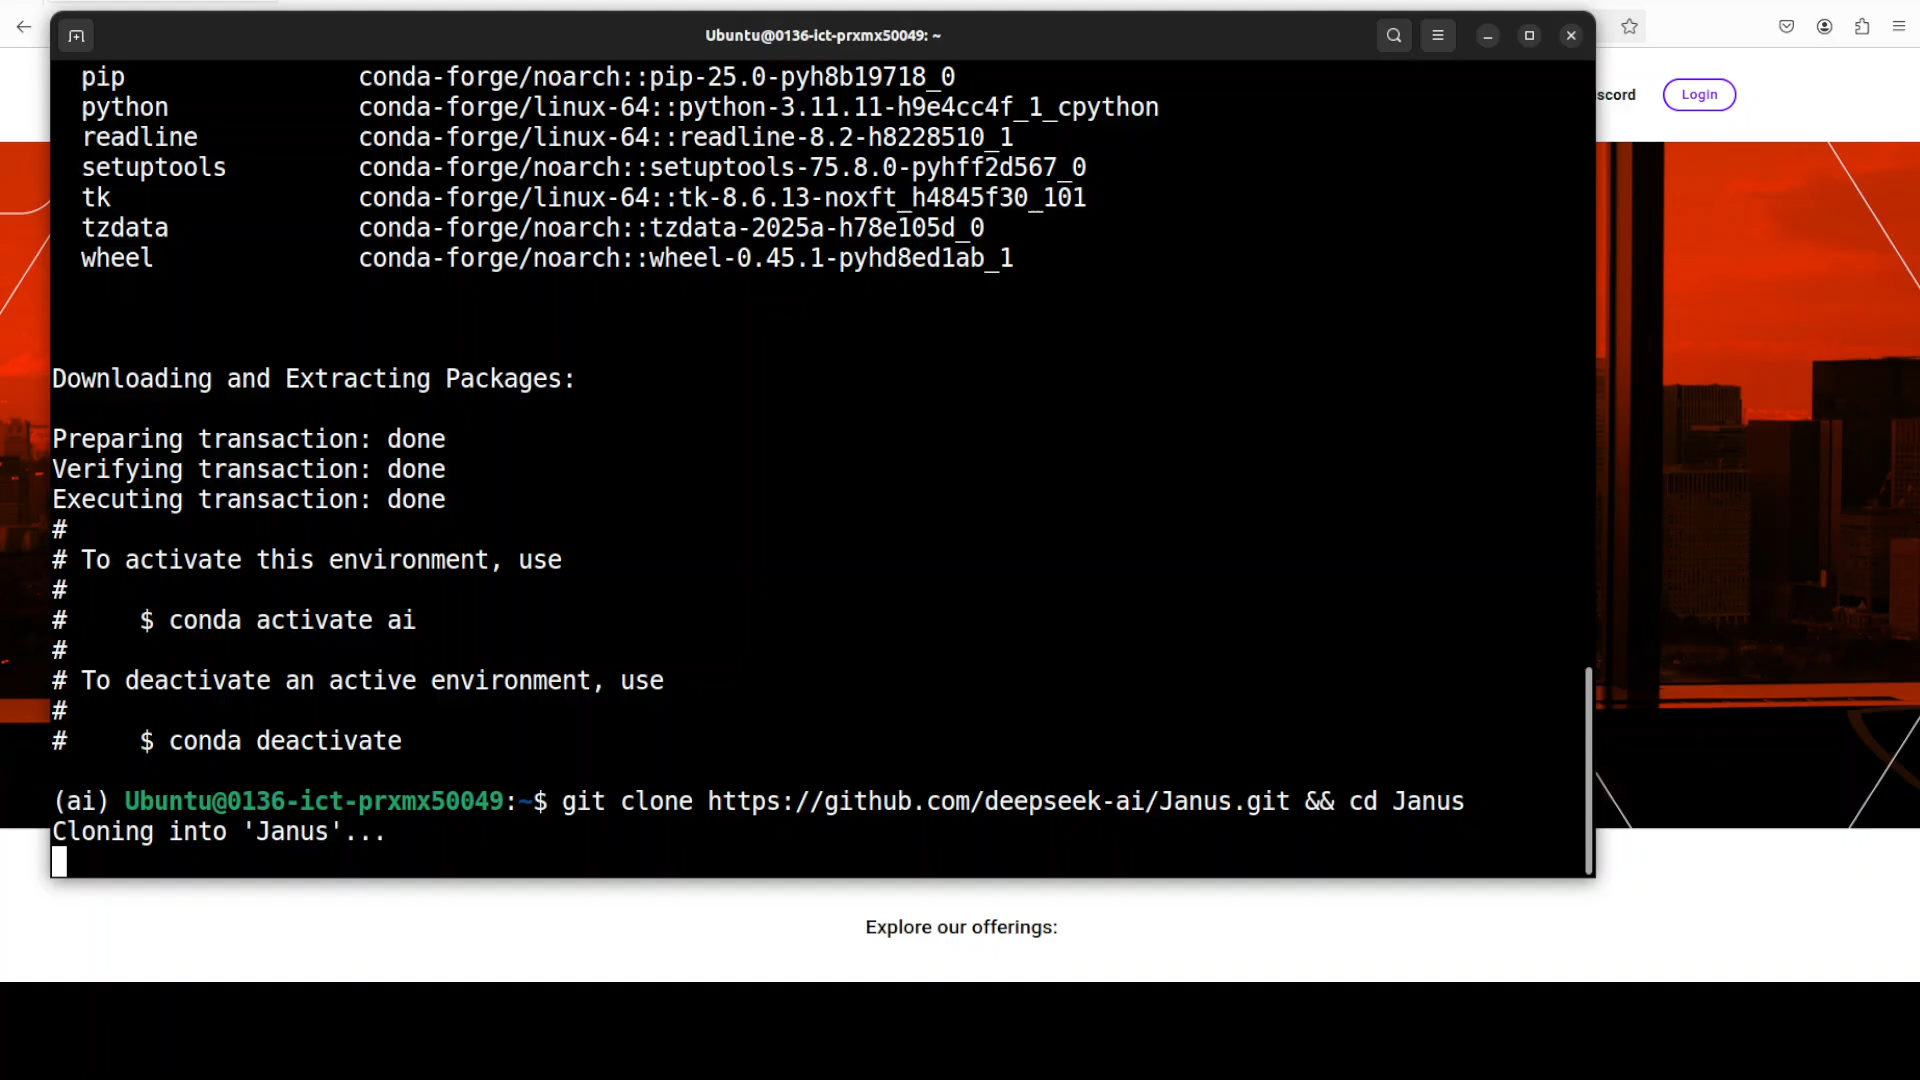 Ubuntu@0136-ict-prxmx50049: ~
scord
Login
pip conda-forge/noarch::pip-25.0-pyh8b19718_0
python conda-forge/linux-64::python-3.11.11-h9e4cc4f_1_cpython
readline conda-forge/linux-64::readline-8.2-h8228510_1
setuptools conda-forge/noarch::setuptools-75.8.0-pyhff2d567_0
tk conda-forge/linux-64::tk-8.6.13-noxft_h4845f30_101
tzdata conda-forge/noarch::tzdata-2025a-h78e105d_0
wheel conda-forge/noarch::wheel-0.45.1-pyhd8ed1ab_1
Downloading and Extracting Packages:
Preparing transaction: done
Verifying transaction: done
Executing transaction: done
#
# To activate this environment, use
#
# $ conda activate ai
#
# To deactivate an active environment, use
#
# $ conda deactivate
(ai) Ubuntu@0136-ict-prxmx50049:~$ git clone https://github.com/deepseek-ai/Janus.git && cd Janus
Cloning into 'Janus'...
Explore our offerings: